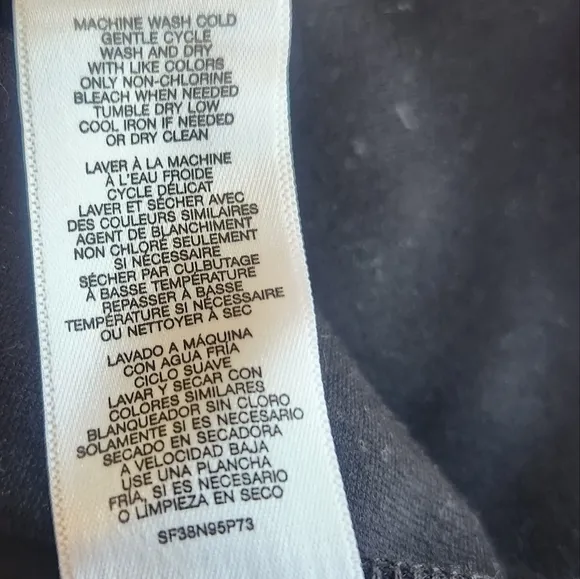 MACHINE WASH COLD
GENTLE CYCLE
WASH AND DRY
WITH LIKE COLORS
ONLY NON-CHLORINE
BLEACH WHEN NEEDED
TUMBLE DRY LOW
COOL IRON IF NEEDED
OR DRY CLEAN
LAVER À LA MACHINE
À L'EAU FROIDE
CYCLE DÉLICAT
LAVER ET SÉCHER AVEC
DES COULEURS SIMILAIRES
AGENT DE BLANCHIMENT
NON CHLORÉ SEULEMENT
SI NÉCESSAIRE
SÉCHER PAR CULBUTAGE
À BASSE TEMPÉRATURE
REPASSER À BASSE
TEMPÉRATURE SI NÉCESSAIRE
OU NETTOYER À SEC
LAVADO A MÁQUINA
CON AGUA FRÍA
CICLO SUAVE
LAVAR Y SECAR CON
COLORES SIMILARES
BLANQUEADOR SIN CLORO
SOLAMENTE SI ES NECESARIO
SECADO EN SECADORA
A VELOCIDAD BAJA
USE UNA PLANCHA
FRÍA, SI ES NECESARIO
O LIMPIEZA EN SECO
SF38N95P73